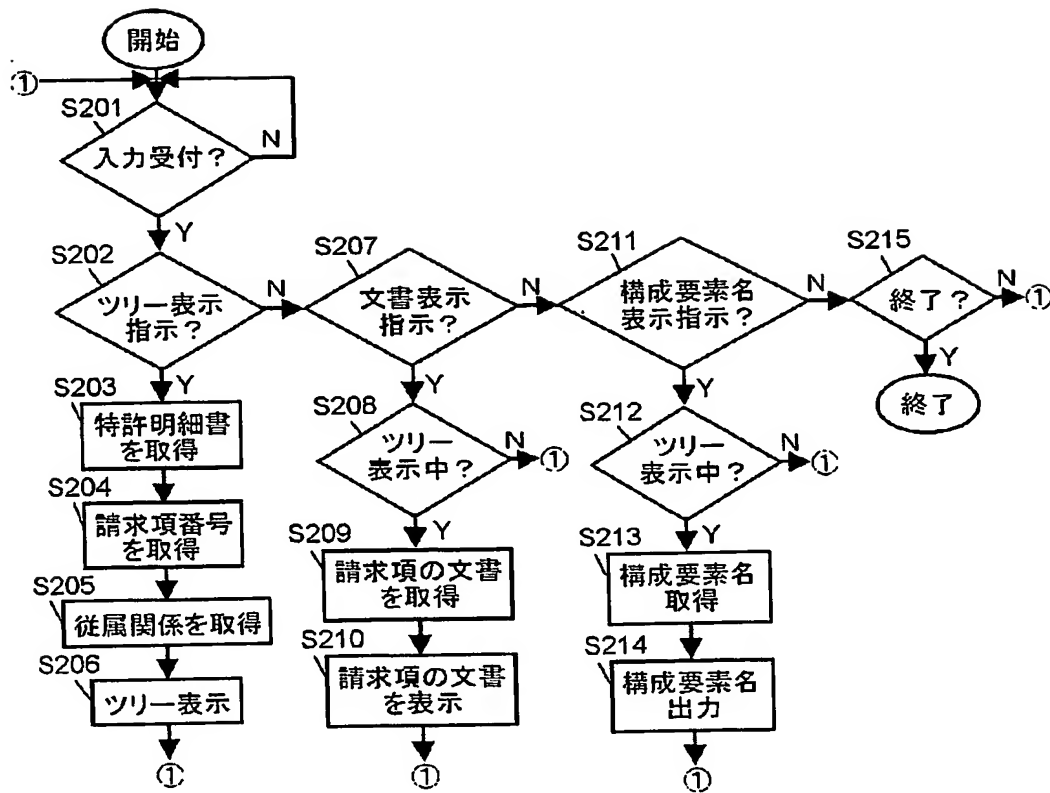 開始
①
S201
入力受付？
N
Y
S202
ツリー表示
指示？
N
Y
S203
特許明細書
を取得
S204
請求項番号
を取得
S205
従属関係を取得
S206
ツリー表示
①
S207
文書表示
指示？
N
Y
S208
ツリー
表示中？
N
①
Y
S209
請求項の文書
を取得
S210
請求項の文書
を表示
①
S211
構成要素名
表示指示？
N
Y
S212
ツリー
表示中？
N
①
Y
S213
構成要素名
取得
S214
構成要素名
出力
①
S215
終了？
N
①
Y
終了